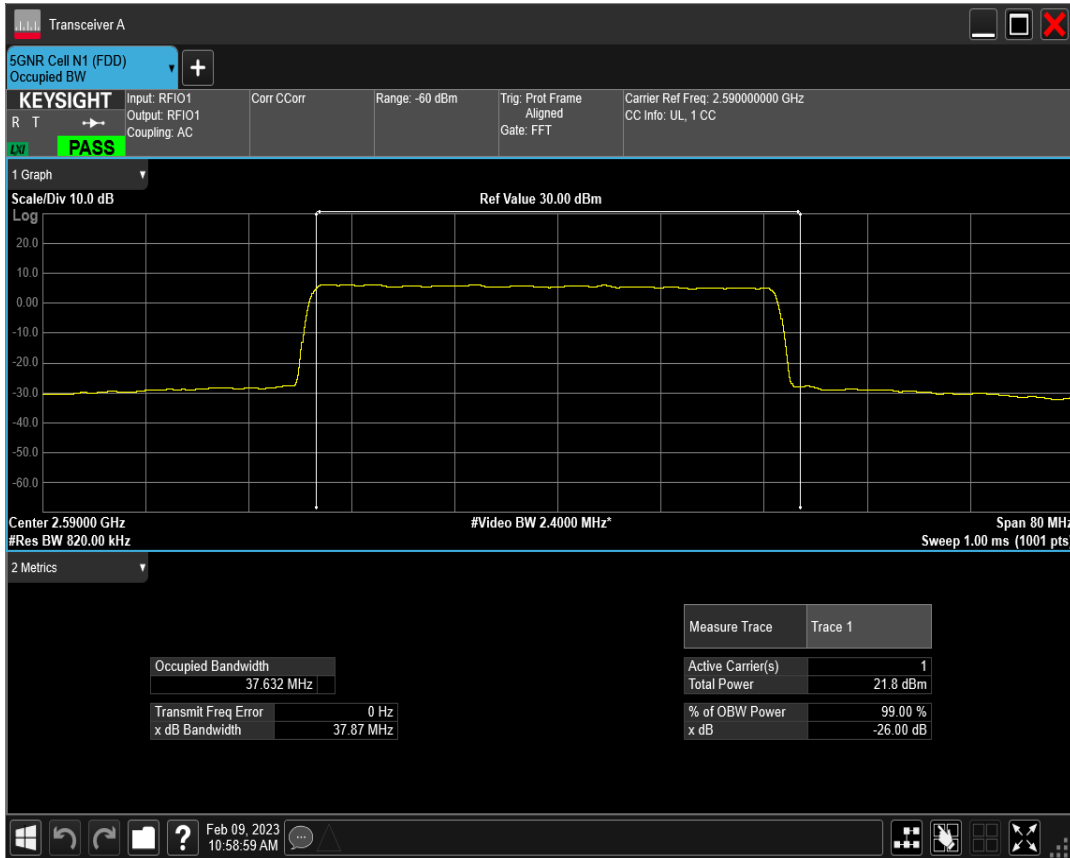 Transceiver A
5GNR Cell N1 (FDD)
Occupied BW
+
KEYSIGHT
R T
LXI
PASS
Input: RFIO1
Output: RFIO1
Coupling: AC
Corr CCorr
Range: -60 dBm
Trig: Prot Frame
Aligned
Gate: FFT
Carrier Ref Freq: 2.590000000 GHz
CC Info: UL, 1 CC
1 Graph
Scale/Div 10.0 dB
Ref Value 30.00 dBm
Log
20.0
10.0
0.00
-10.0
-20.0
-30.0
-40.0
-50.0
-60.0
Center 2.59000 GHz
#Video BW 2.4000 MHz*
Span 80 MHz
#Res BW 820.00 kHz
Sweep 1.00 ms (1001 pts)
2 Metrics
Measure Trace Trace 1
Occupied Bandwidth
37.632 MHz
Active Carrier(s) 1
Total Power 21.8 dBm
Transmit Freq Error 0 Hz
x dB Bandwidth 37.87 MHz
% of OBW Power 99.00 %
x dB -26.00 dB
?
Feb 09, 2023
10:58:59 AM